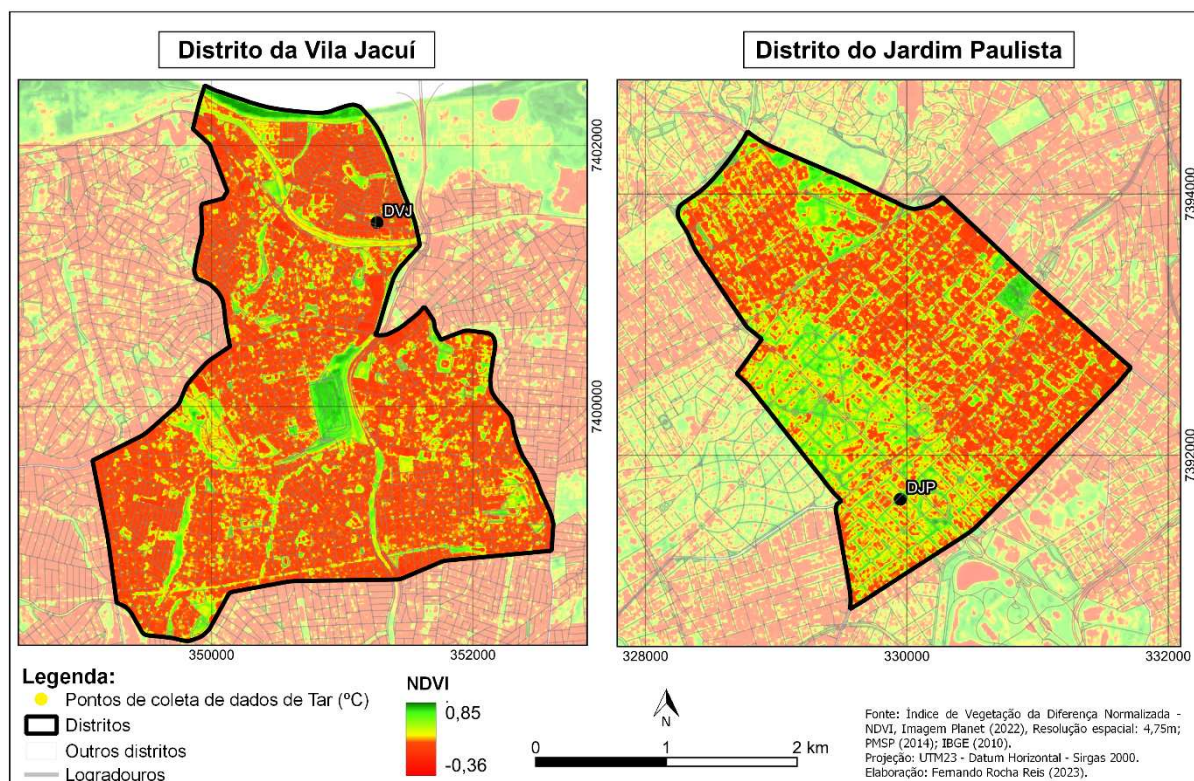 Distrito da Vila Jacuí
Distrito do Jardim Paulista
DVJ
7402000
7400000
350000
352000
DJP
7394000
7392000
328000
330000
332000
Legenda:
Pontos de coleta de dados de Tar (ºC)
Distritos
Outros distritos
Logradouros
NDVI
0,85
-0,36
N
0
1
2 km
Fonte: Índice de Vegetação da Diferença Normalizada -
NDVI, Imagem Planet (2022), Resolução espacial: 4,75m;
PMSP (2014); IBGE (2010).
Projeção: UTM23 - Datum Horizontal - Sirgas 2000.
Elaboração: Fernando Rocha Reis (2023).